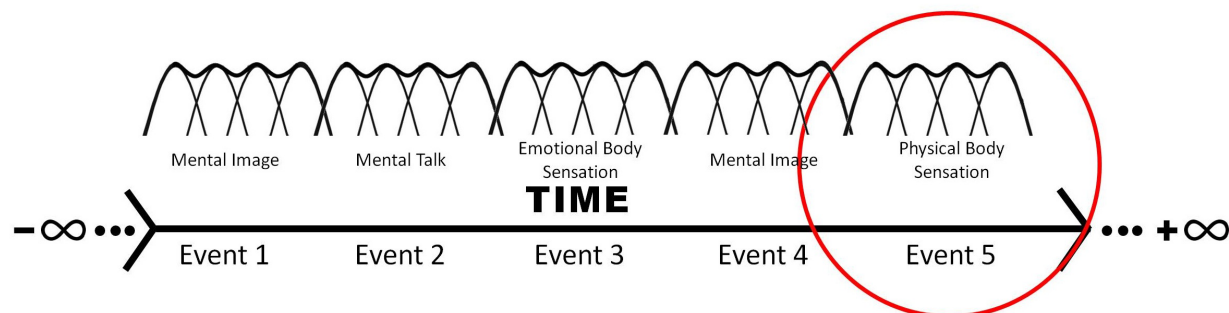 Mental Image
Mental Talk
Emotional Body
Sensation
Mental Image
Physical Body
Sensation
TIME
− ∞ •••
••• + ∞
Event 1
Event 2
Event 3
Event 4
Event 5